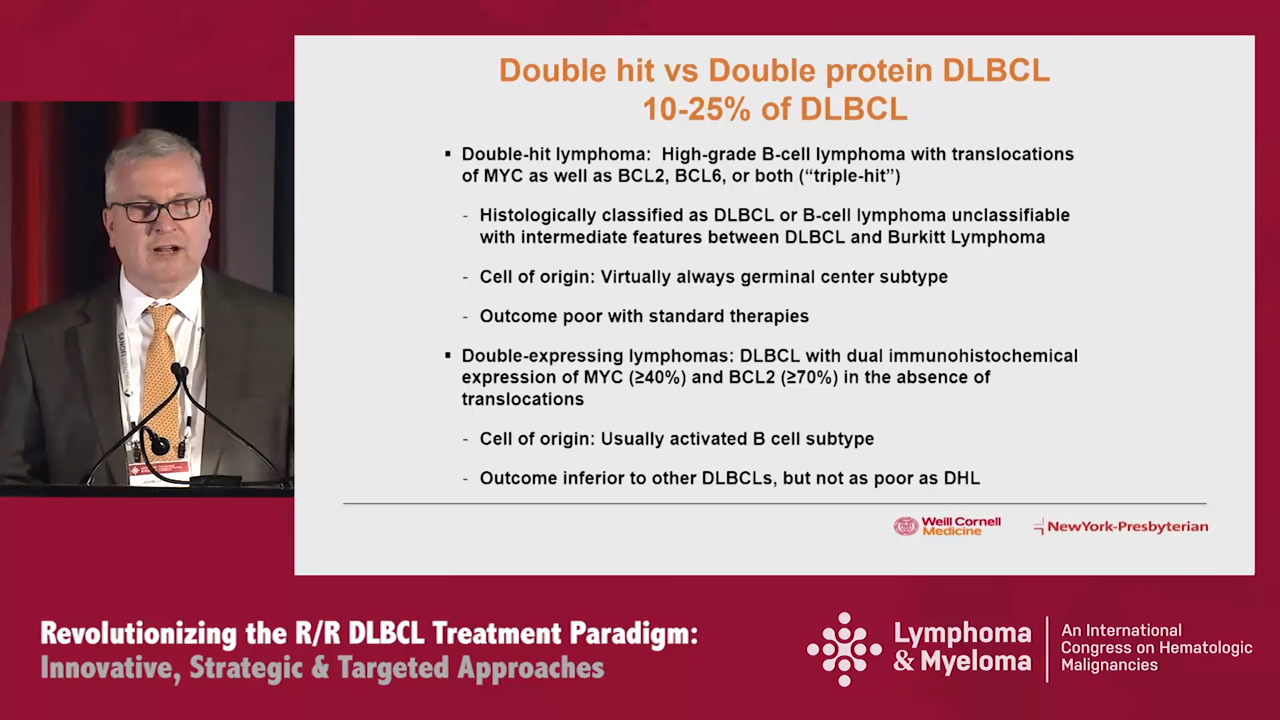 Double hit vs Double protein DLBCL
10-25% of DLBCL
▪ Double-hit lymphoma: High-grade B-cell lymphoma with translocations
of MYC as well as BCL2, BCL6, or both (“triple-hit”)
- Histologically classified as DLBCL or B-cell lymphoma unclassifiable
with intermediate features between DLBCL and Burkitt Lymphoma
- Cell of origin: Virtually always germinal center subtype
- Outcome poor with standard therapies
▪ Double-expressing lymphomas: DLBCL with dual immunohistochemical
expression of MYC (≥40%) and BCL2 (≥70%) in the absence of
translocations
- Cell of origin: Usually activated B cell subtype
- Outcome inferior to other DLBCLs, but not as poor as DHL
Weill Cornell
Medicine
NewYork-Presbyterian
Revolutionizing the R/R DLBCL Treatment Paradigm:
Innovative, Strategic & Targeted Approaches
Lymphoma
& Myeloma
An International
Congress on Hematologic
Malignancies